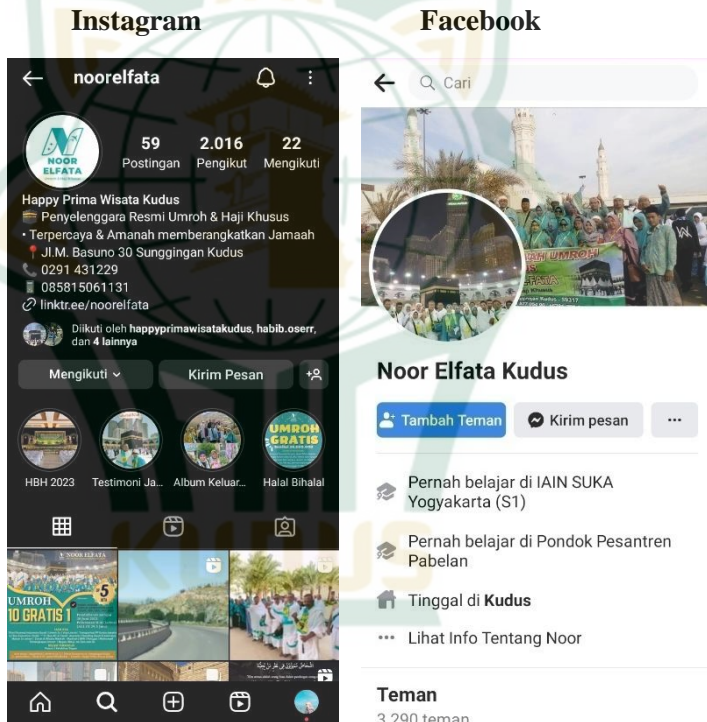 Instagram
Facebook
noorelfata
NOOR
ELFATA
59
2.016
22
Postingan
Pengikut
Mengikuti
Happy Prima Wisata Kudus
Penyelenggara Resmi Umroh & Haji Khusus
• Terpercaya & Amanah memberangkatkan Jamaah
Jl.M. Basuno 30 Sunggingan Kudus
0291 431229
085815061131
linktr.ee/noorelfata
Diikuti oleh happyprimawisatakudus, habib.oserr,
dan 4 lainnya
Mengikuti
Kirim Pesan
UMROH
GRATIS
HBH 2023
Testimoni Ja...
Album Keluar...
Halal Bihalal
NOOR ELFATA
UMROH
10 GRATIS 1
Cari
Noor Elfata Kudus
Tambah Teman
Kirim pesan
Pernah belajar di IAIN SUKA
Yogyakarta (S1)
Pernah belajar di Pondok Pesantren
Pabelan
Tinggal di Kudus
Lihat Info Tentang Noor
Teman
3.290 teman
KUDUS